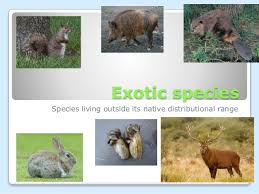 Exotic species
Species living outside its native distributional range